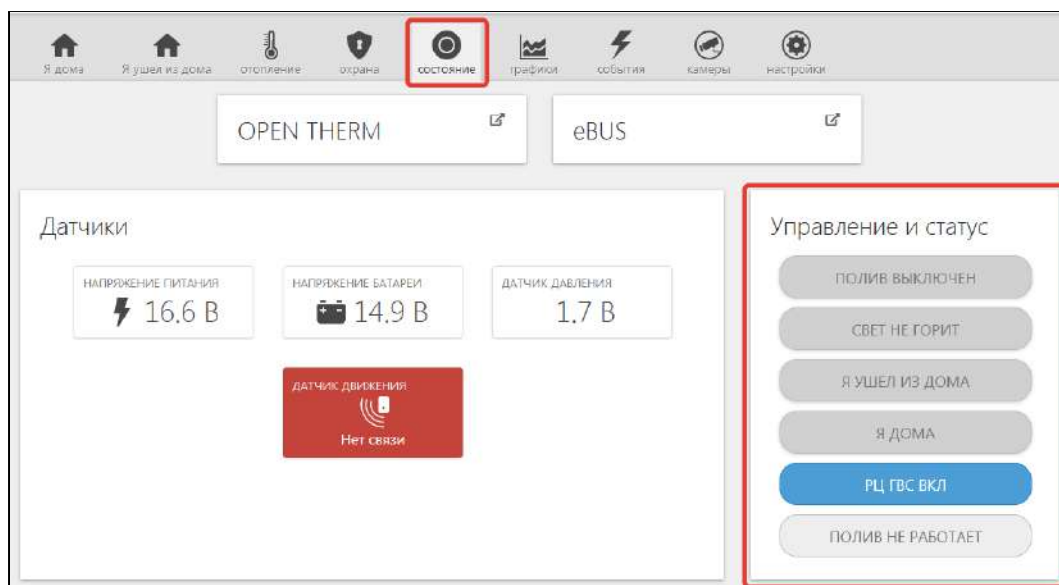 Я дома
Я ушел из дома
отопление
охрана
состояние
графики
события
камеры
настройки
OPEN THERM
eBUS
Датчики
НАПРЯЖЕНИЕ ПИТАНИЯ
16.6 В
НАПРЯЖЕНИЕ БАТАРЕИ
14.9 В
ДАТЧИК ДАВЛЕНИЯ
1.7 В
ДАТЧИК ДВИЖЕНИЯ
Нет связи
Управление и статус
ПОЛИВ ВЫКЛЮЧЕН
СВЕТ НЕ ГОРИТ
Я УШЕЛ ИЗ ДОМА
Я ДОМА
РЦ ГВС ВКЛ
ПОЛИВ НЕ РАБОТАЕТ